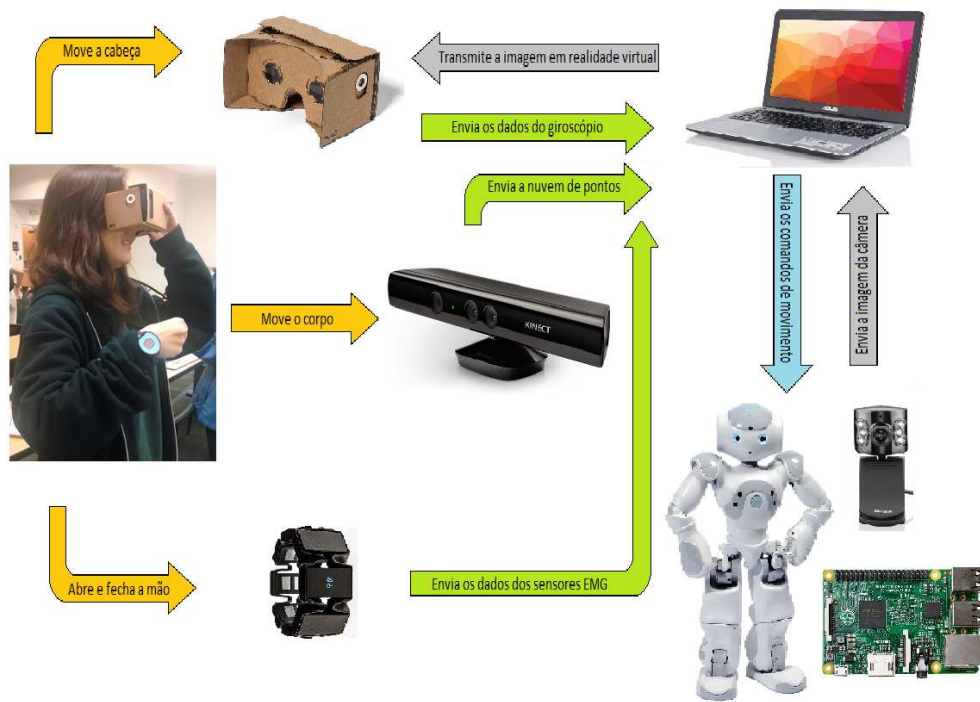 Move a cabeça
Transmite a imagem em realidade virtual
Envia os dados do giroscópio
Envia a nuvem de pontos
Move o corpo
KINECT
ASUS
Envia os comandos de movimento
Envia a imagem da câmera
Abre e fecha a mão
Envia os dados dos sensores EMG